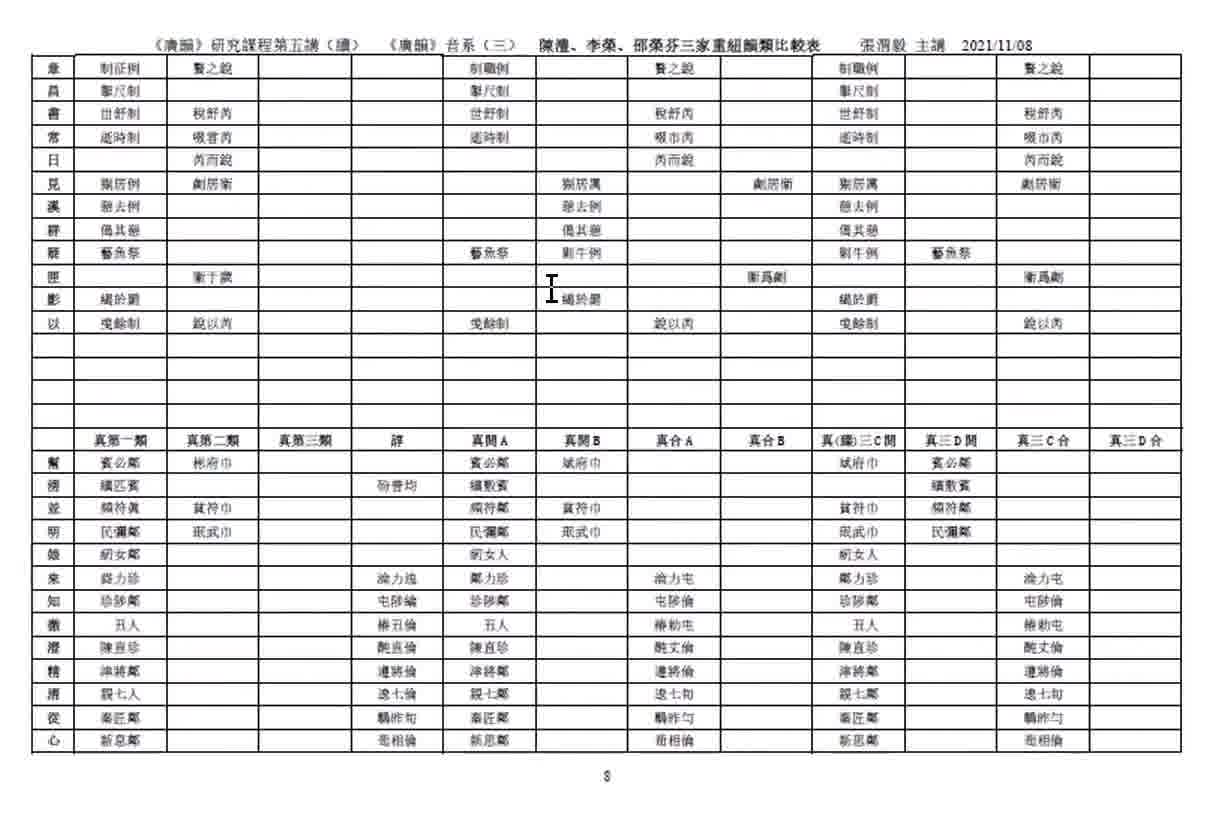 《廣韻》研究課程第五講（續） 《廣韻》音系（三） 陳澧、李榮、邵榮芬三家重紐韻類比較表 張渭毅 主講 2021/11/08
章 制征例 贅之銳 制職例 贅之銳 制職例 贅之銳
昌 掣尺制 掣尺制 掣尺制
書 世舒制 稅舒芮 世舒制 稅舒芮 世舒制 稅舒芮
常 逝時制 啜嘗芮 逝時制 啜市芮 逝時制 啜市芮
日 芮而銳 芮而銳 芮而銳
見 猘居例 劌居衛 猘居厲 劌居衛 猘居厲 劌居衛
溪 憩去例 憩去例 憩去例
群 偈其憩 偈其憩 偈其憩
疑 藝魚祭 藝魚祭 劓牛例 劓牛例 藝魚祭
匣 衛于歲 衛爲劌 衛爲劌
影 緆於罽 緆於罽 緆於罽
以 曳餘制 銳以芮 曳餘制 銳以芮 曳餘制 銳以芮
真第一類 真第二類 真第三類 諄 真開A 真開B 真合A 真合B 真(臻)三C開 真三D開 真三C合 真三D合
幫 賓必鄰 彬府巾 賓必鄰 斌府巾 斌府巾 賓必鄰
滂 繽匹賓 砏普均 繽敷賓 繽敷賓
並 頻符真 貧符巾 頻符鄰 貧符巾 貧符巾 頻符鄰
明 民彌鄰 珉武巾 民彌鄰 珉武巾 珉武巾 民彌鄰
娘 紉女鄰 紉女人 紉女人
來 鄰力珍 淪力迍 鄰力珍 淪力屯 鄰力珍 淪力屯
知 珍陟鄰 屯陟綸 珍陟鄰 屯陟倫 珍陟鄰 屯陟倫
徹 丑人 椿丑倫 丑人 椿勅屯 丑人 椿勅屯
澄 陳直珍 酏直倫 陳直珍 酏丈倫 陳直珍 酏丈倫
精 津將鄰 遵將倫 津將鄰 遵將倫 津將鄰 遵將倫
清 親七人 逡七倫 親七鄰 逡七旬 親七鄰 逡七旬
從 秦匠鄰 鷷昨旬 秦匠鄰 鷷昨勻 秦匠鄰 鷷昨勻
心 新息鄰 荀相倫 新息鄰 荀相倫 新息鄰 荀相倫
8